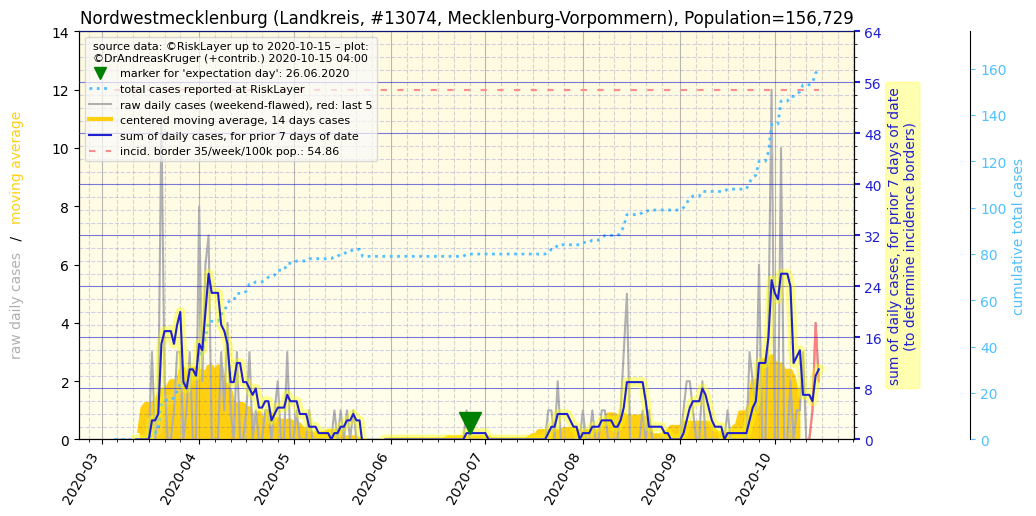 Nordwestmecklenburg (Landkreis, #13074, Mecklenburg-Vorpommern), Population=156,729
source data: ©RiskLayer up to 2020-10-15 – plot:
©DrAndreasKruger (+contrib.) 2020-10-15 04:00
marker for 'expectation day': 26.06.2020
total cases reported at RiskLayer
raw daily cases (weekend-flawed), red: last 5
centered moving average, 14 days cases
sum of daily cases, for prior 7 days of date
incid. border 35/week/100k pop.: 54.86
raw daily cases / moving average
14
12
10
8
6
4
2
0
2020-03
2020-04
2020-05
2020-06
2020-07
2020-08
2020-09
2020-10
64
56
48
40
32
24
16
8
0
sum of daily cases, for prior 7 days of date
(to determine incidence borders)
160
140
120
100
80
60
40
20
0
cumulative total cases